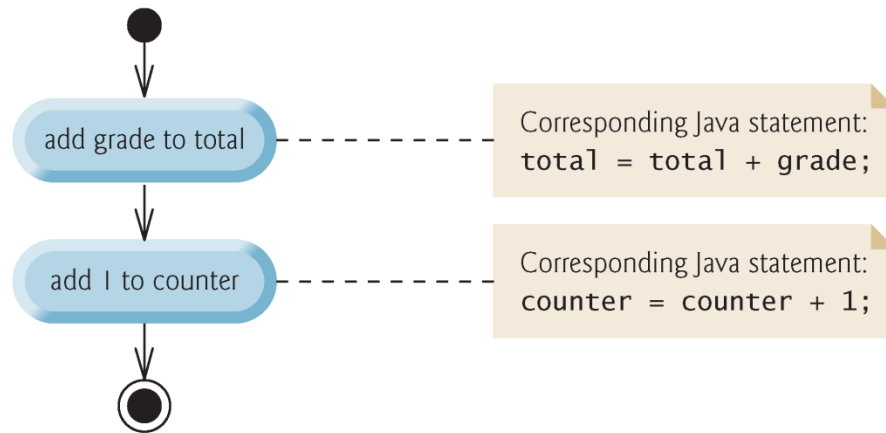 add grade to total
Corresponding Java statement:
total = total + grade;
add 1 to counter
Corresponding Java statement:
counter = counter + 1;